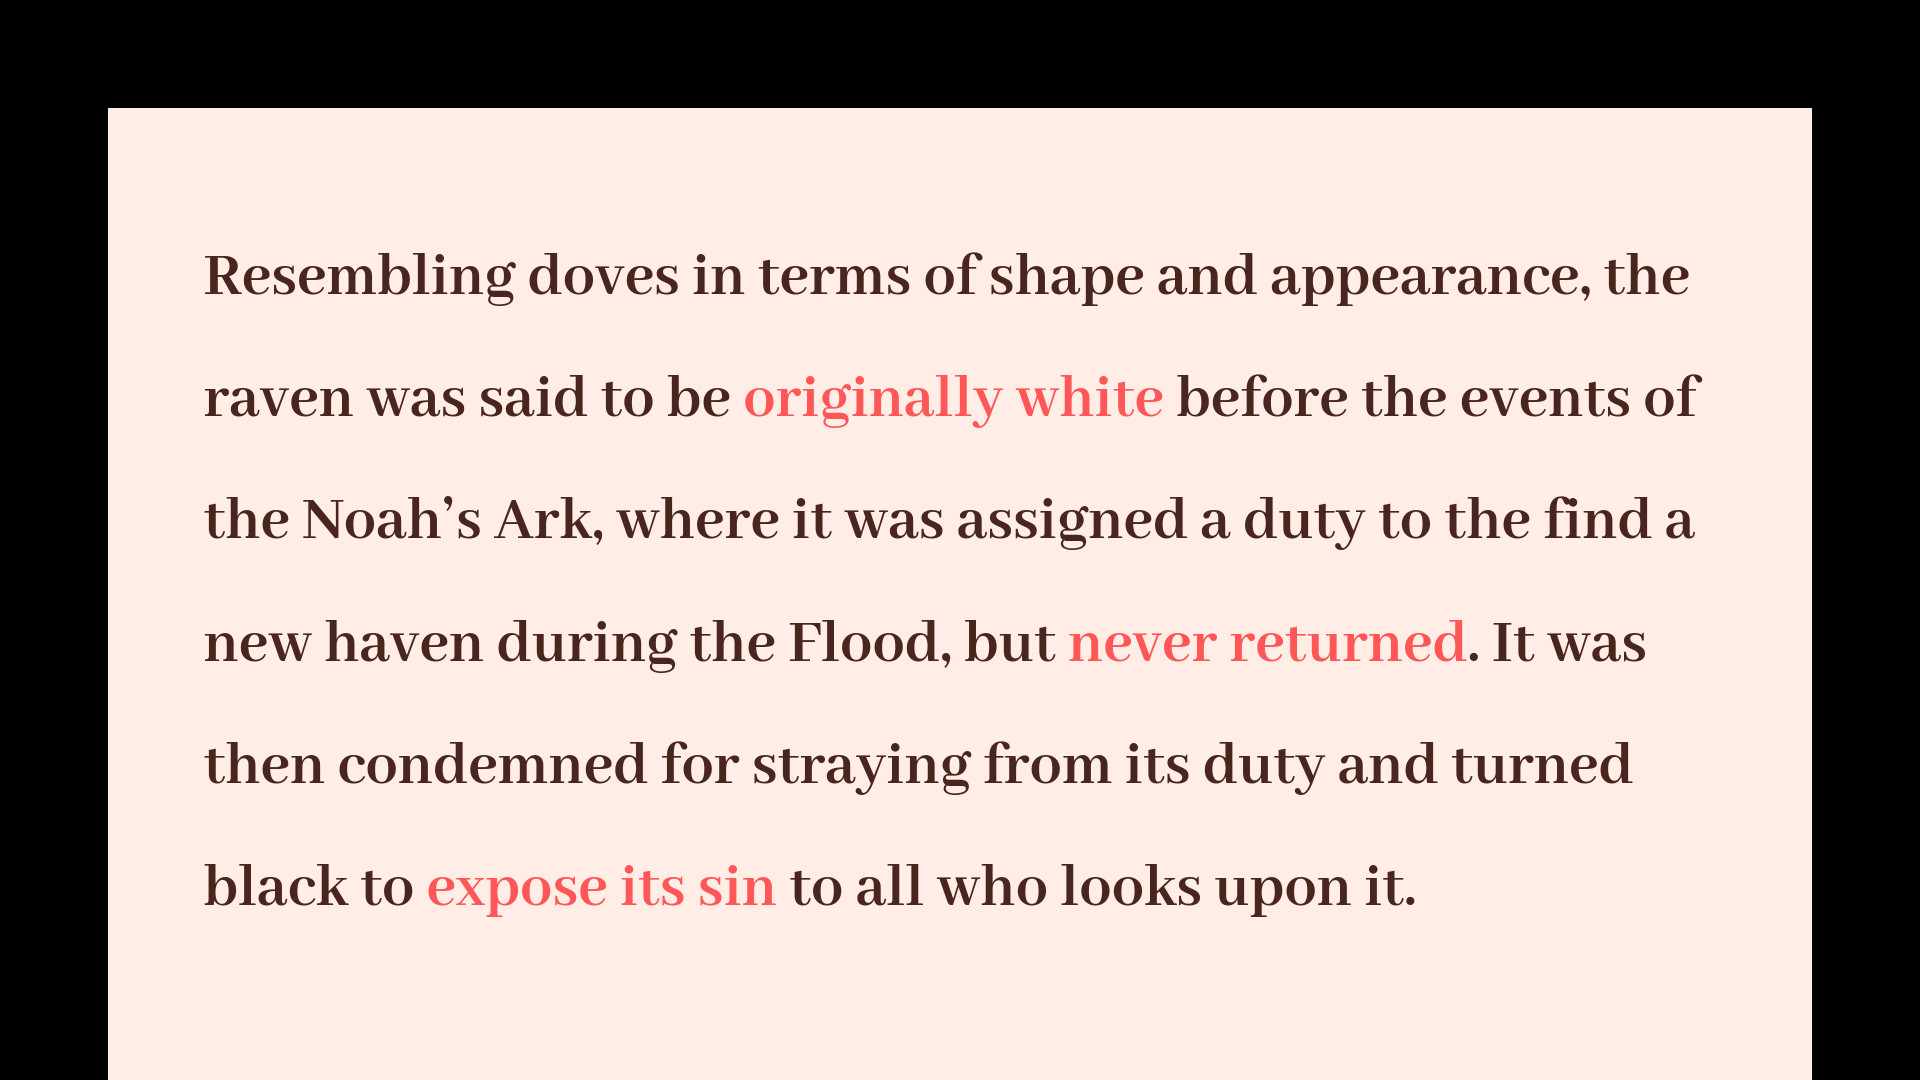 Resembling doves in terms of shape and appearance, the
raven was said to be originally white before the events of
the Noah’s Ark, where it was assigned a duty to the find a
new haven during the Flood, but never returned. It was
then condemned for straying from its duty and turned
black to expose its sin to all who looks upon it.